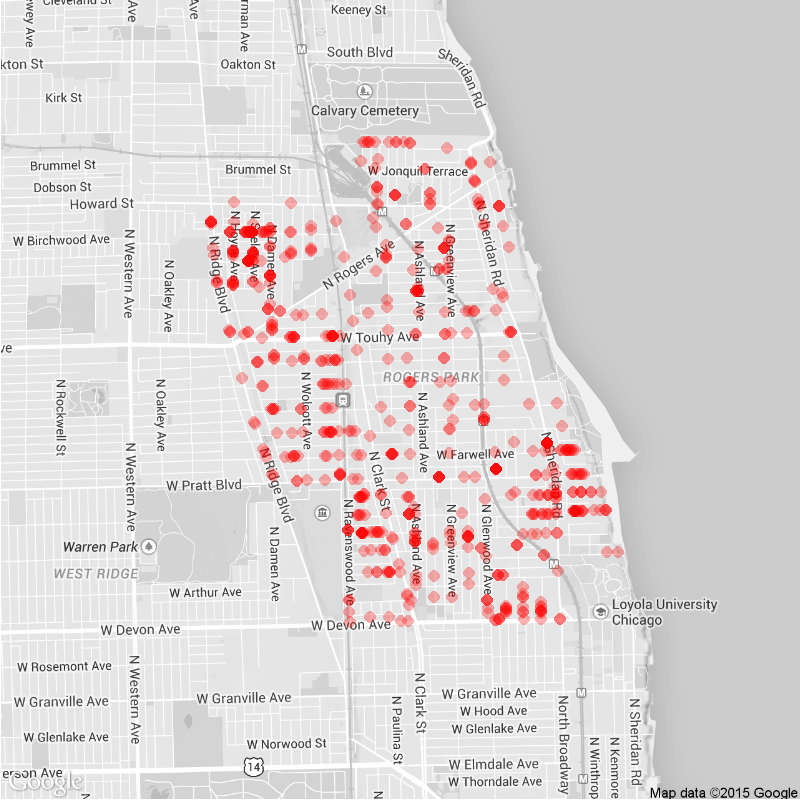 Cleveland St
Keeney St
South Blvd
Sheridan Rd
kton St
Oakton St
Kirk St
Calvary Cemetery
Brummel St
Brummel St
W Jonquil Terrace
Dobson St
Howard St
W Birchwood Ave
N Western Ave
N Oakley Ave
N Ridge Blvd
N Damen Ave
N Rogers Ave
N Ashland Ave
N Greenview Ave
N Sheridan Rd
ve
W Touhy Ave
ROGERS PARK
N Rockwell St
N Oakley Ave
N Wolcott Ave
N Ashland Ave
N Western Ave
N Ridge Blvd
N Clark St
W Farwell Ave
N Sheridan Rd
W Pratt Blvd
Warren Park
WEST RIDGE
N Damen Ave
N Ravenswood Ave
N Ashland Ave
N Greenview Ave
N Glenwood Ave
W Arthur Ave
Loyola University
Chicago
W Devon Ave
W Devon Ave
W Rosemont Ave
W Granville Ave
W Granville Ave
W Granville Ave
W Hood Ave
W Glenlake Ave
W Glenlake Ave
N Western Ave
N Paulina St
N Clark St
North Broadway
N Winthrop
N Kenmore
N Sheridan Rd
W Norwood St
W Elmdale Ave
W Thorndale Ave
erson Ave
14
Google
Map data ©2015 Google